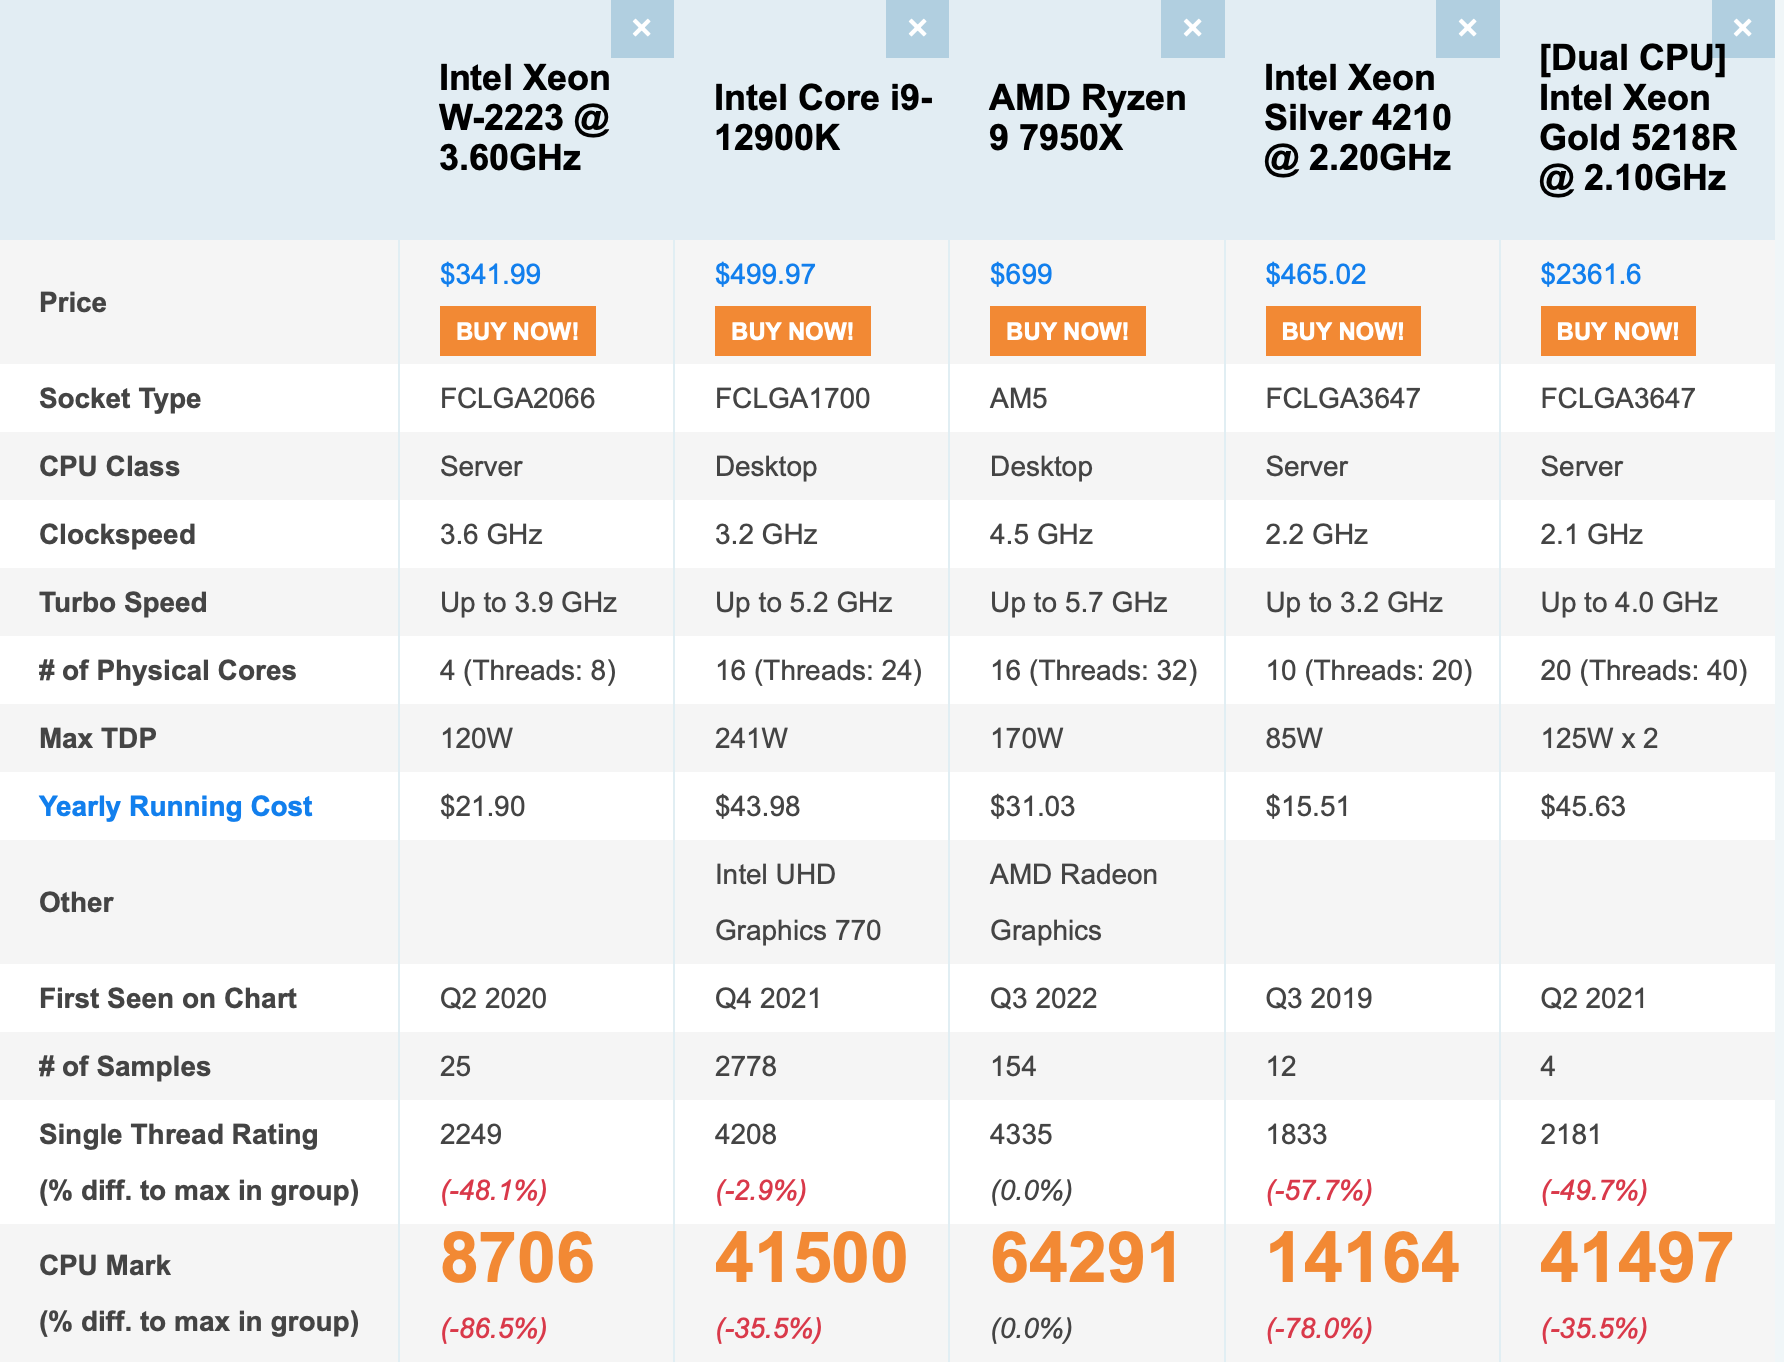 × × × × ×
Intel Xeon W-2223 @ 3.60GHz
Intel Core i9-12900K
AMD Ryzen 9 7950X
Intel Xeon Silver 4210 @ 2.20GHz
[Dual CPU] Intel Xeon Gold 5218R @ 2.10GHz
Price $341.99 $499.97 $699 $465.02 $2361.6
BUY NOW! BUY NOW! BUY NOW! BUY NOW! BUY NOW!
Socket Type FCLGA2066 FCLGA1700 AM5 FCLGA3647 FCLGA3647
CPU Class Server Desktop Desktop Server Server
Clockspeed 3.6 GHz 3.2 GHz 4.5 GHz 2.2 GHz 2.1 GHz
Turbo Speed Up to 3.9 GHz Up to 5.2 GHz Up to 5.7 GHz Up to 3.2 GHz Up to 4.0 GHz
# of Physical Cores 4 (Threads: 8) 16 (Threads: 24) 16 (Threads: 32) 10 (Threads: 20) 20 (Threads: 40)
Max TDP 120W 241W 170W 85W 125W x 2
Yearly Running Cost $21.90 $43.98 $31.03 $15.51 $45.63
Other Intel UHD Graphics 770 AMD Radeon Graphics
First Seen on Chart Q2 2020 Q4 2021 Q3 2022 Q3 2019 Q2 2021
# of Samples 25 2778 154 12 4
Single Thread Rating 2249 4208 4335 1833 2181
(% diff. to max in group) (-48.1%) (-2.9%) (0.0%) (-57.7%) (-49.7%)
CPU Mark 8706 41500 64291 14164 41497
(% diff. to max in group) (-86.5%) (-35.5%) (0.0%) (-78.0%) (-35.5%)